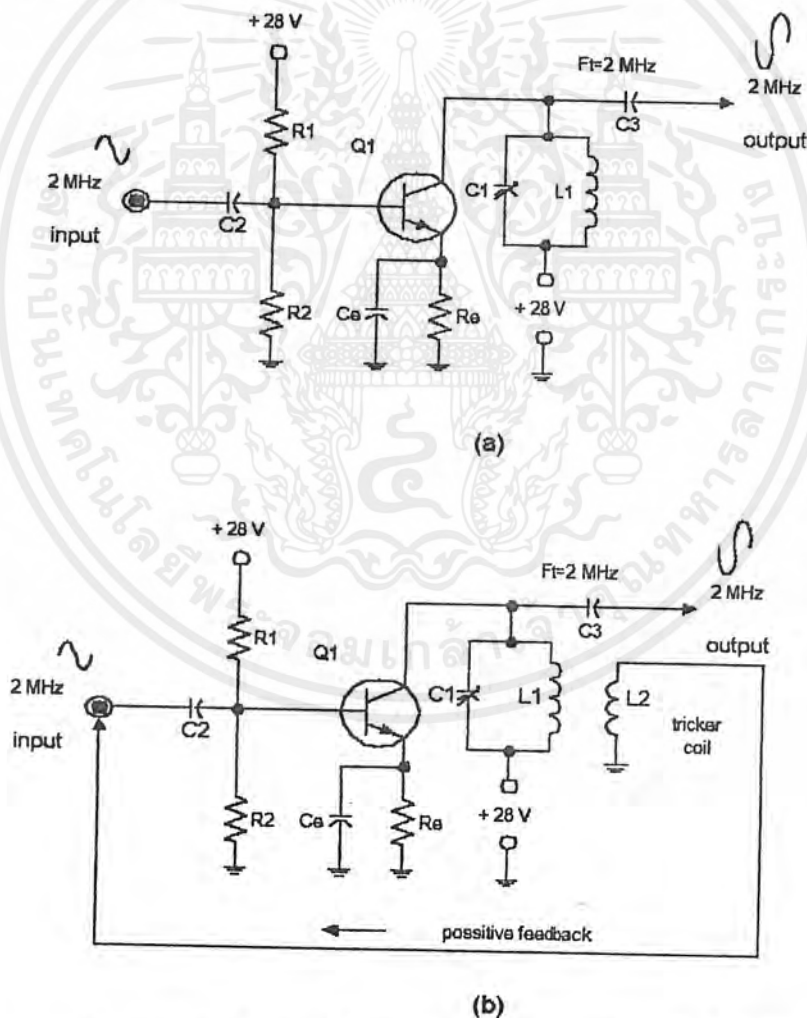 + 28 V
Ft=2 MHz
2 MHz
R1
Q1
C3
output
2 MHz
C1
L1
C2
input
+ 28 V
R2
Ce
Re
(a)
+ 28 V
Ft=2 MHz
2 MHz
R1
C3
Q1
output
2 MHz
C1
L1
L2
C2
tricker
coil
input
+ 28 V
R2
Ce
Re
possitive feedback
(b)